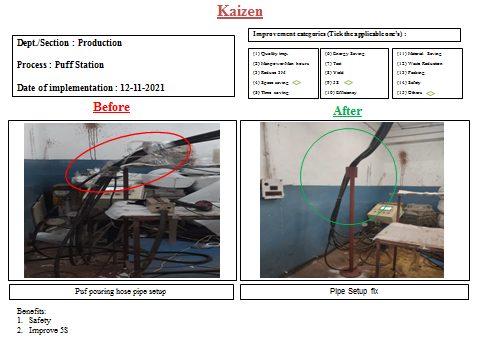 Kaizen
Improvement categories (Tick the applicable one's) :
Dept./Section : Production
Process : Puff Station
Date of implementation : 12-11-2021
(1) Quality imp.
(2) Manpower/Man hours
(3) Reduce 3M
(4) Space saving
(5) Time saving
(6) Energy Saving
(7) Test
(8) Yield
(9) 5S
(10) Efficiency
(11) Material Saving
(12) Waste Reduction
(13) Packing
(14) Safety
(15) Others
Before
After
Puf pouring hose pipe setup
Pipe Setup fix
Benefits:
1. Safety
2. Improve 5S